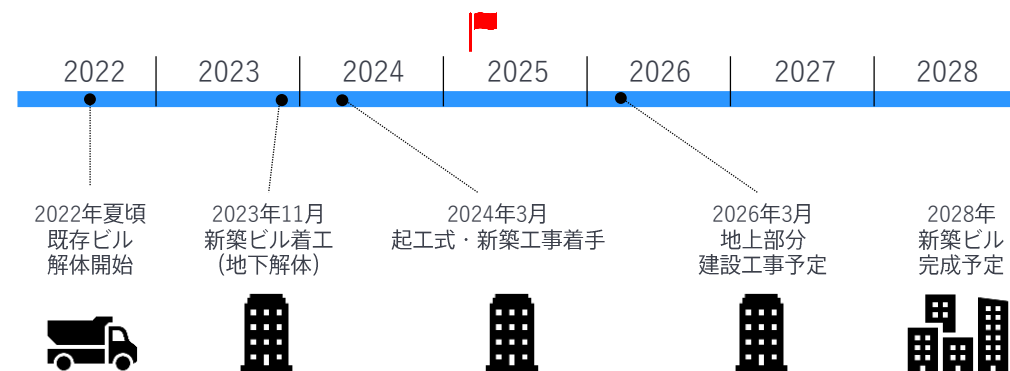 2022
2023
2024
2025
2026
2027
2028
2022年夏頃
既存ビル
解体開始
2023年11月
新築ビル着工
(地下解体)
2024年3月
起工式・新築工事着手
2026年3月
地上部分
建設工事予定
2028年
新築ビル
完成予定